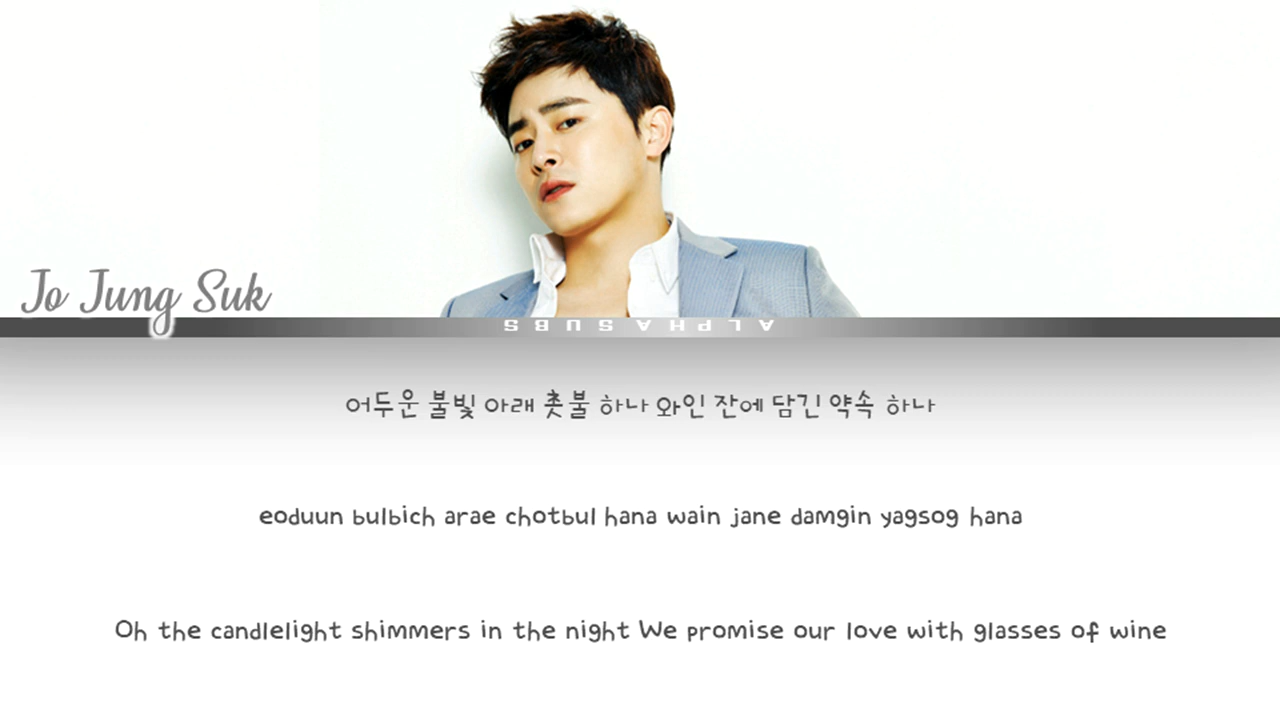 Jo Jung Suk
ALPHA SUBS
어두운 불빛 아래 촛불 하나 와인 잔에 담긴 약속 하나
eoduun bulbich arae chotbul hana wain jane damgin yagsog hana
Oh the candlelight shimmers in the night We promise our love with glasses of wine